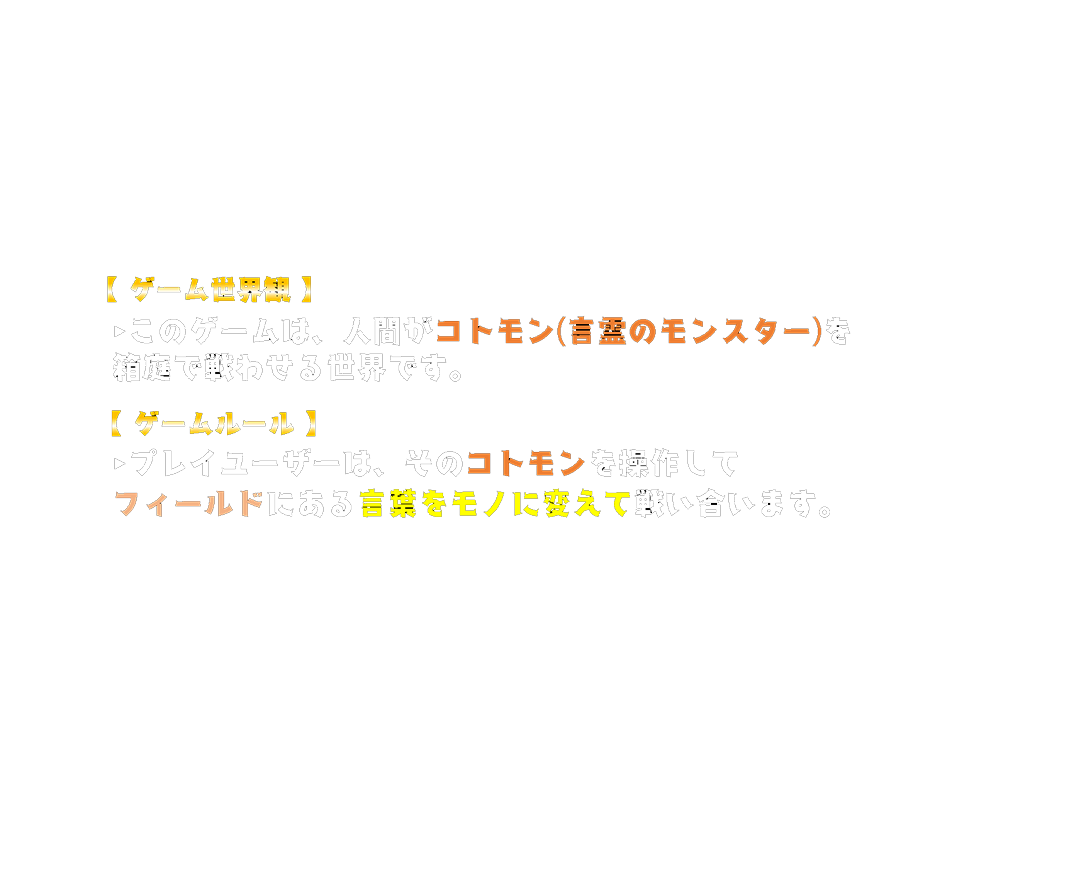 【 ゲーム世界観 】
▹このゲームは、人間がコトモン(言霊のモンスター)を
箱庭で戦わせる世界です。
【 ゲームルール 】
▹プレイユーザーは、そのコトモンを操作して
フィールドにある言葉をモノに変えて戦い合います。